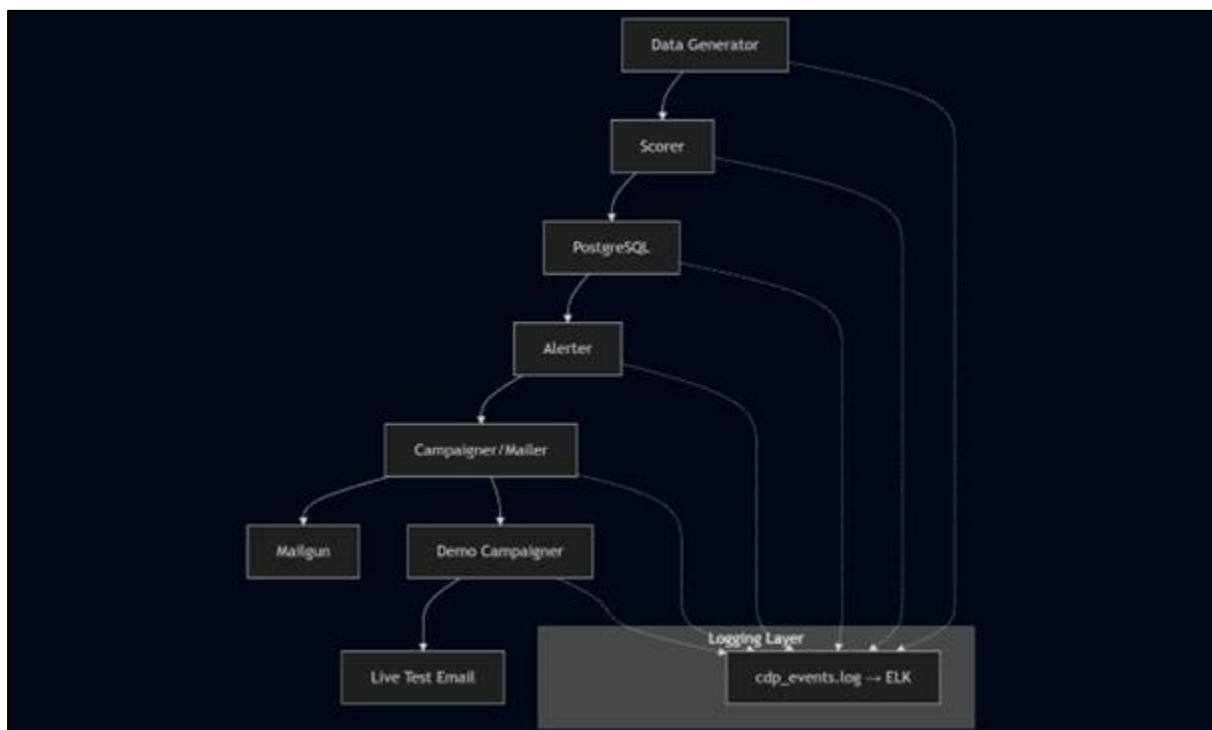 Data Generator
Scorer
PostgreSQL
Alerter
Campaigner/Mailer
Mailgun
Demo Campaigner
Logging Layer
Live Test Email
cdp_events.log → ELK